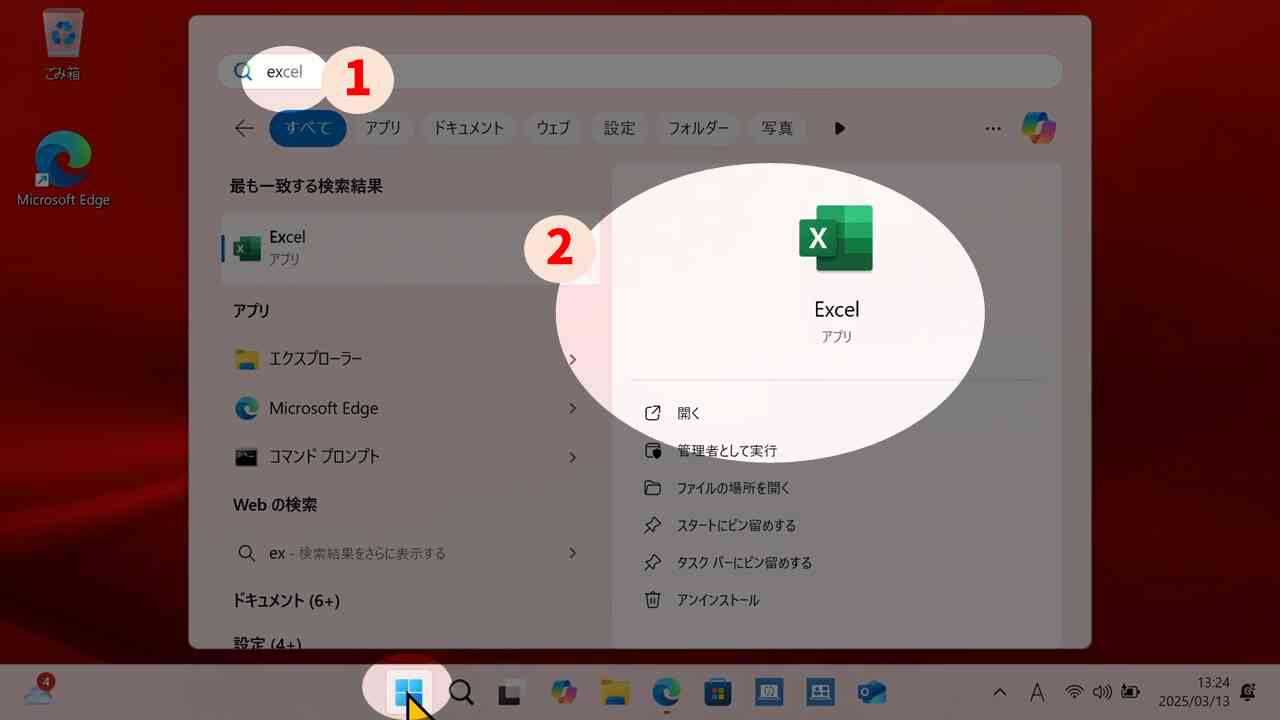 ごみ箱
Microsoft Edge
excel
1
すべて
アプリ
ドキュメント
ウェブ
設定
フォルダー
写真
最も一致する検索結果
Excel
アプリ
2
アプリ
エクスプローラー
Microsoft Edge
コマンド プロンプト
Web の検索
ex - 検索結果をさらに表示する
ドキュメント (6+)
設定 (4+)
X
Excel
アプリ
開く
管理者として実行
ファイルの場所を開く
スタートにピン留めする
タスク バーにピン留めする
アンインストール
4
A
13:24
2025/03/13